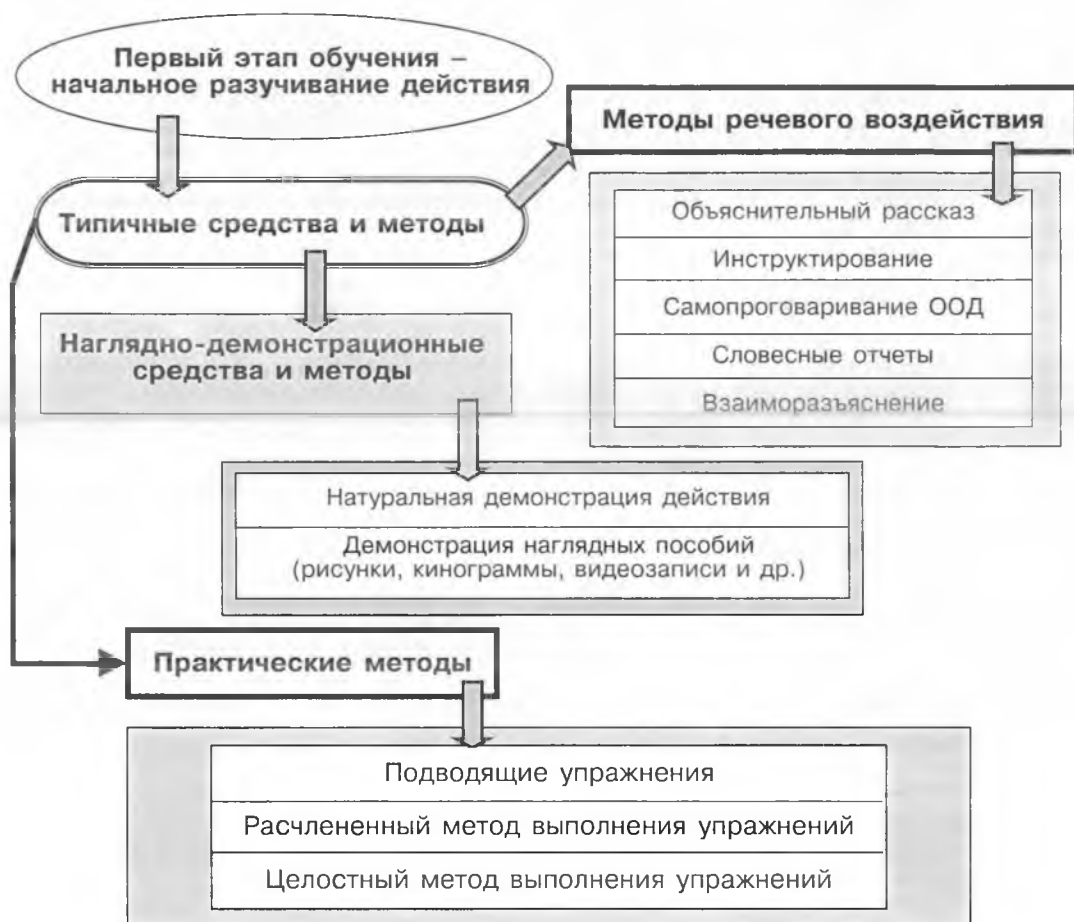 Первый этап обучения –
начальное разучивание действия
Методы речевого воздействия
Типичные средства и методы
Объяснительный рассказ
Инструктирование
Самопроговаривание ООД
Словесные отчеты
Взаиморазъяснение
Наглядно-демонстрационные
средства и методы
Натуральная демонстрация действия
Демонстрация наглядных пособий
(рисунки, кинограммы, видеозаписи и др.)
Практические методы
Подводящие упражнения
Расчлененный метод выполнения упражнений
Целостный метод выполнения упражнений